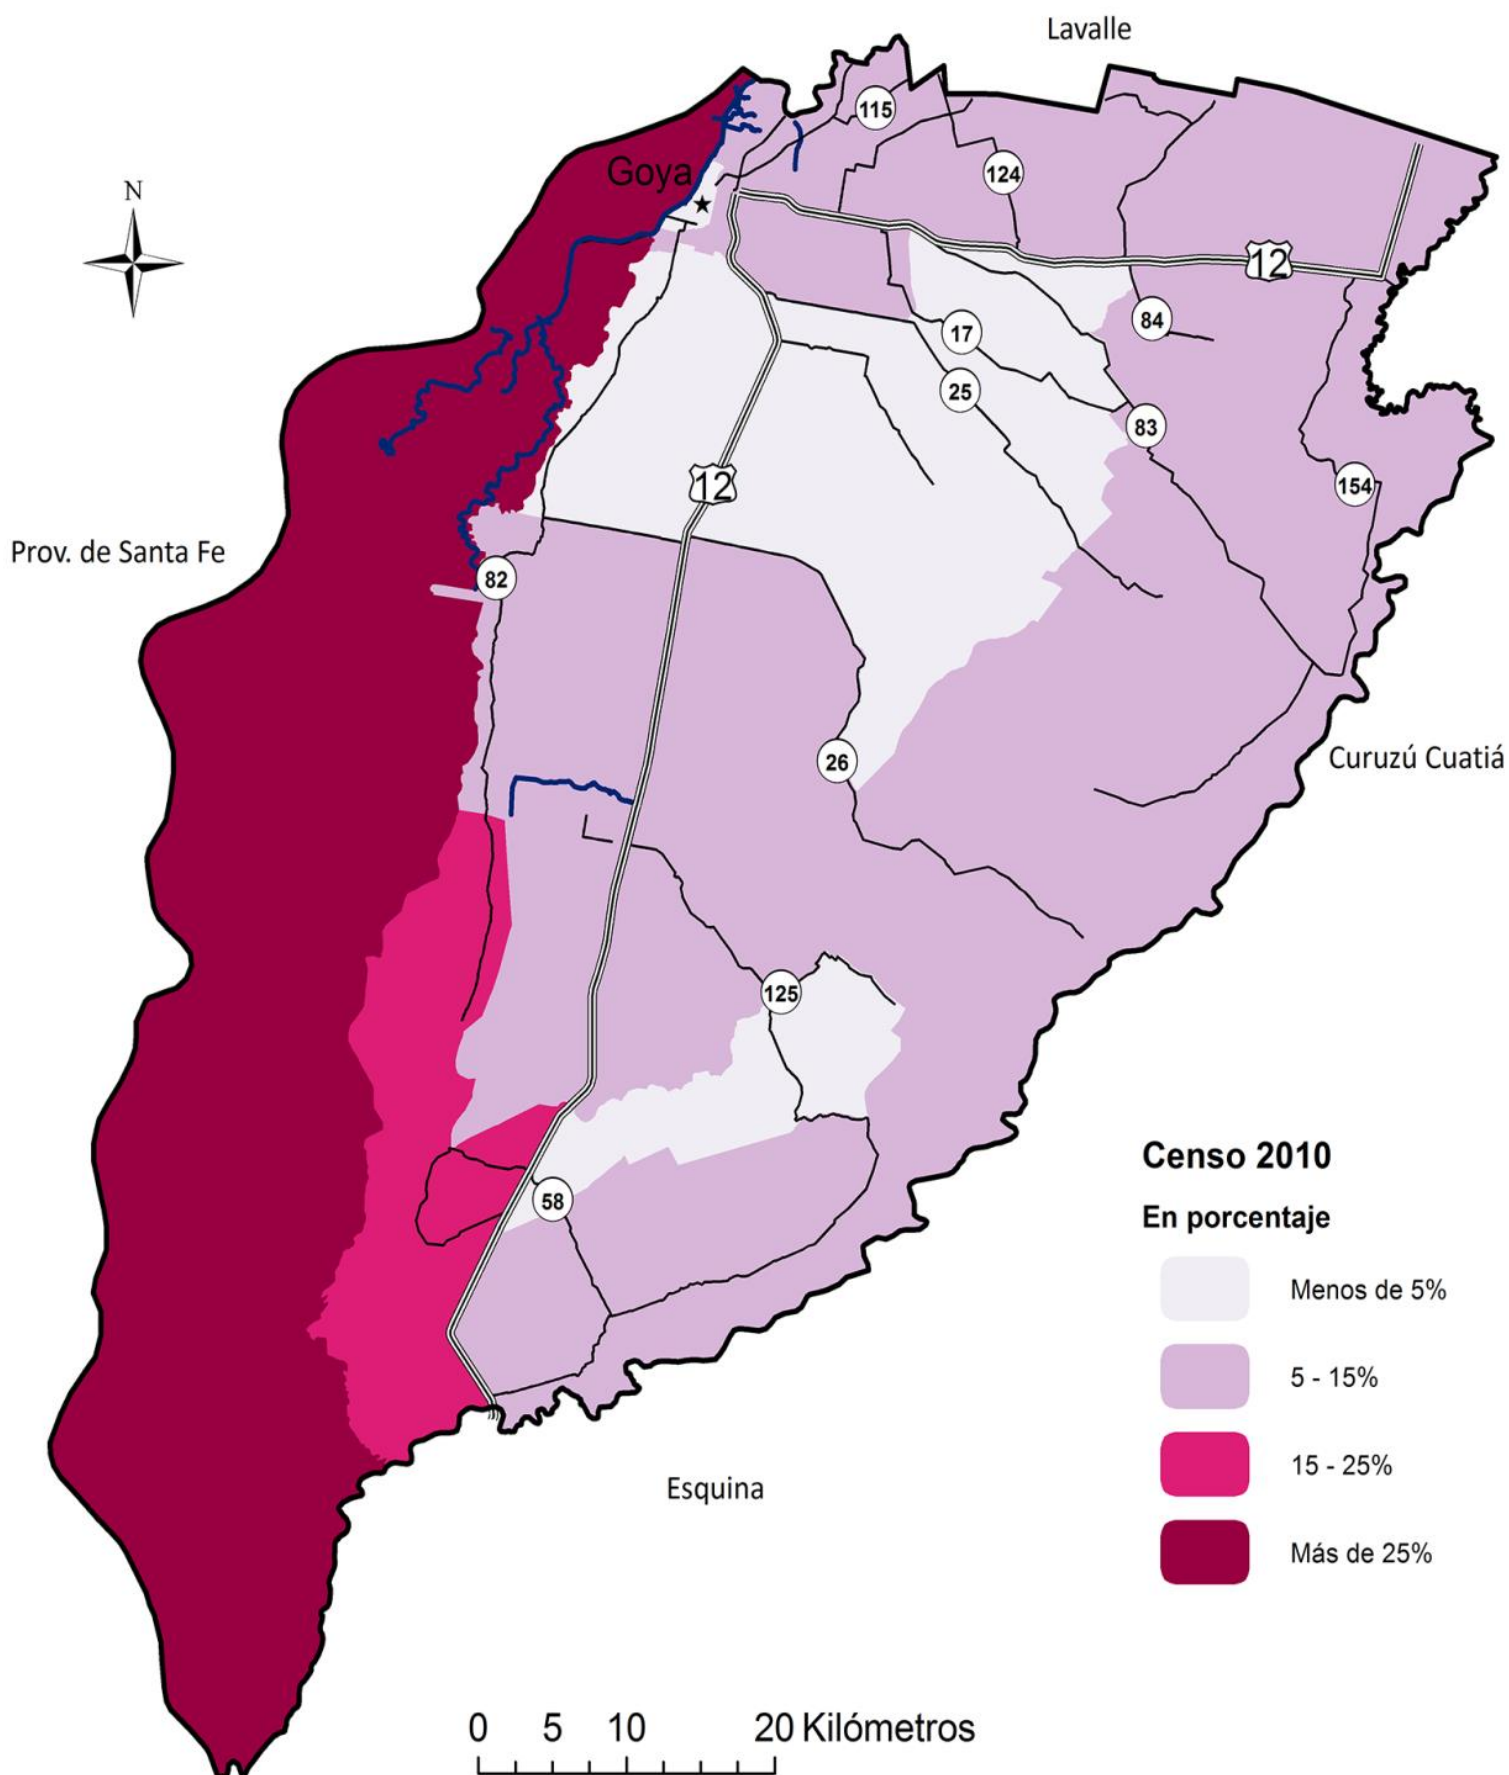 Lavalle
N
115
Goya
124
12
84
17
25
83
12
154
Prov. de Santa Fe
82
26
Curuzú Cuatiá
125
Censo 2010
En porcentaje
58
Menos de 5%
5 - 15%
15 - 25%
Esquina
Más de 25%
0 5 10 20 Kilómetros